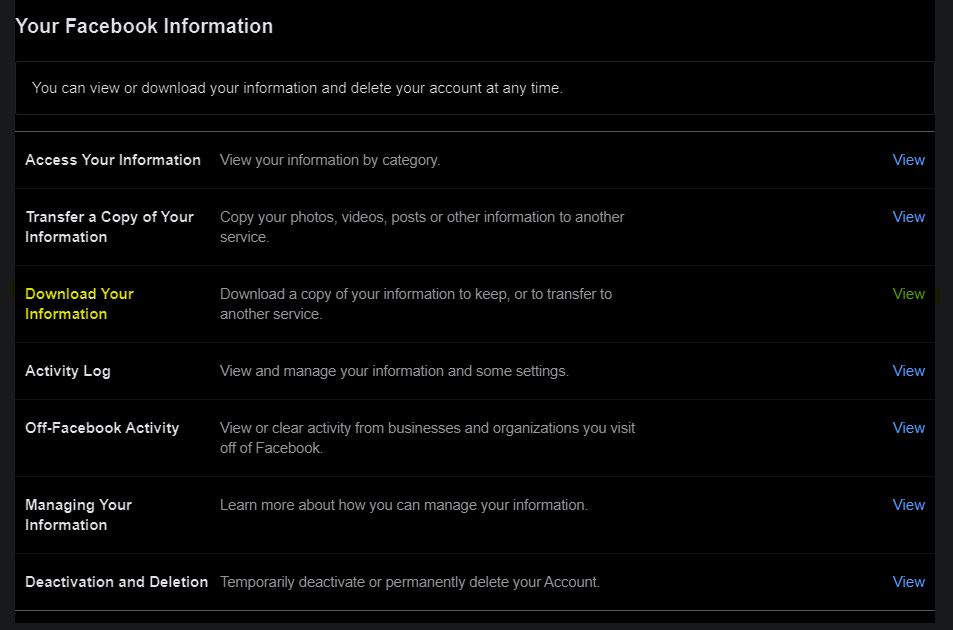 Your Facebook Information
You can view or download your information and delete your account at any time.
Access Your Information View your information by category. View
Transfer a Copy of Your Copy your photos, videos, posts or other information to another View
Information service.
Download Your Download a copy of your information to keep, or to transfer to View
Information another service.
Activity Log View and manage your information and some settings. View
Off-Facebook Activity View or clear activity from businesses and organizations you visit View
off of Facebook.
Managing Your Learn more about how you can manage your information. View
Information
Deactivation and Deletion Temporarily deactivate or permanently delete your Account. View